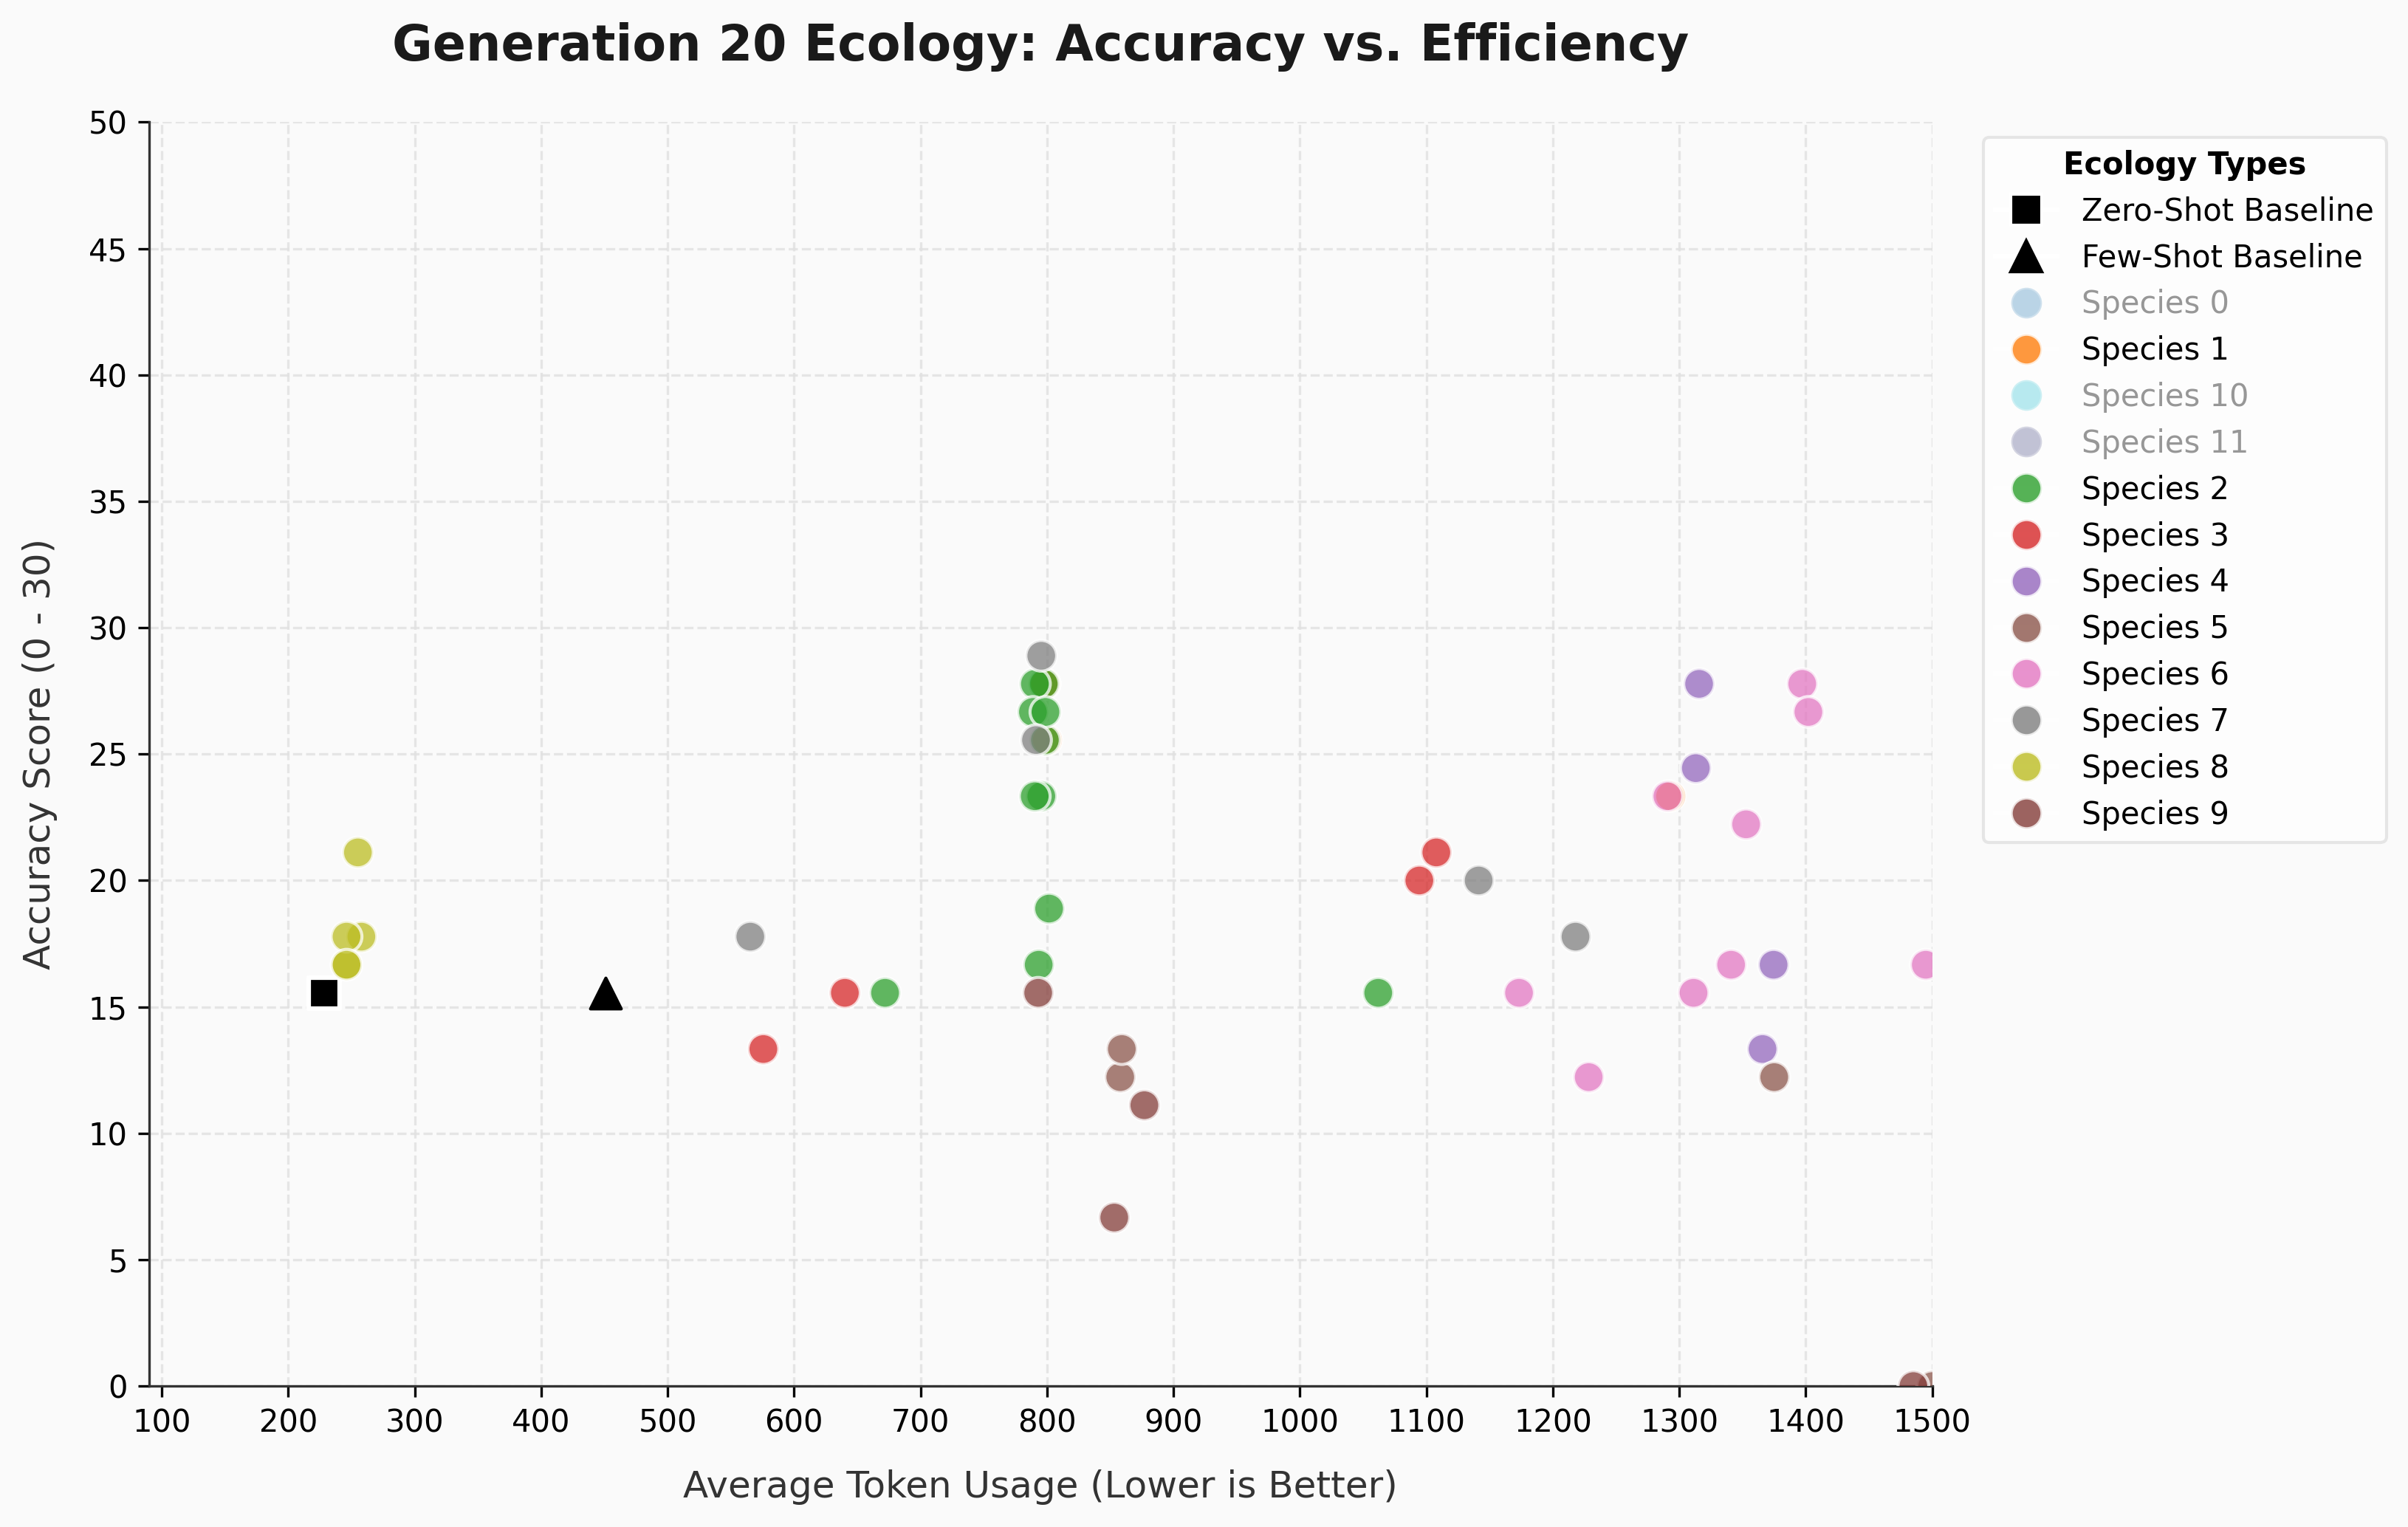 Generation 20 Ecology: Accuracy vs. Efficiency
50
45
40
35
30
25
20
15
10
5
0
Accuracy Score (0 - 30)
100 200 300 400 500 600 700 800 900 1000 1100 1200 1300 1400 1500
Average Token Usage (Lower is Better)
Ecology Types
Zero-Shot Baseline
Few-Shot Baseline
Species 0
Species 1
Species 10
Species 11
Species 2
Species 3
Species 4
Species 5
Species 6
Species 7
Species 8
Species 9